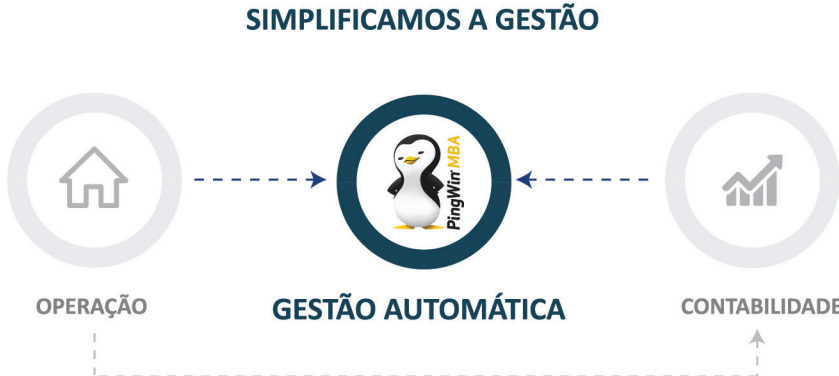 SIMPLIFICAMOS A GESTÃO
PingWin MBA
OPERAÇÃO
GESTÃO AUTOMÁTICA
CONTABILIDADE